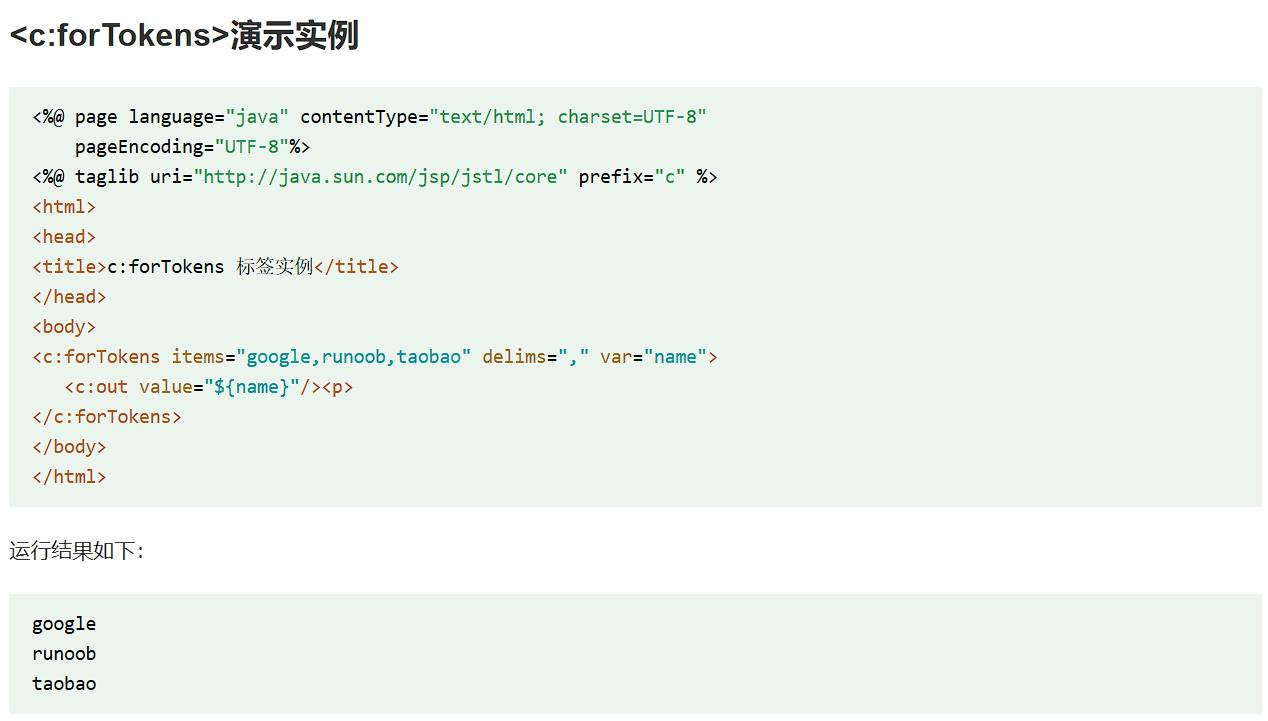 <c:forTokens>演示实例
<%@ page language="java" contentType="text/html; charset=UTF-8"
    pageEncoding="UTF-8"%>
<%@ taglib uri="http://java.sun.com/jsp/jstl/core" prefix="c" %>
<html>
<head>
<title>c:forTokens 标签实例</title>
</head>
<body>
<c:forTokens items="google,runoob,taobao" delims="," var="name">
   <c:out value="${name}"/><p>
</c:forTokens>
</body>
</html>
运行结果如下：
google
runoob
taobao